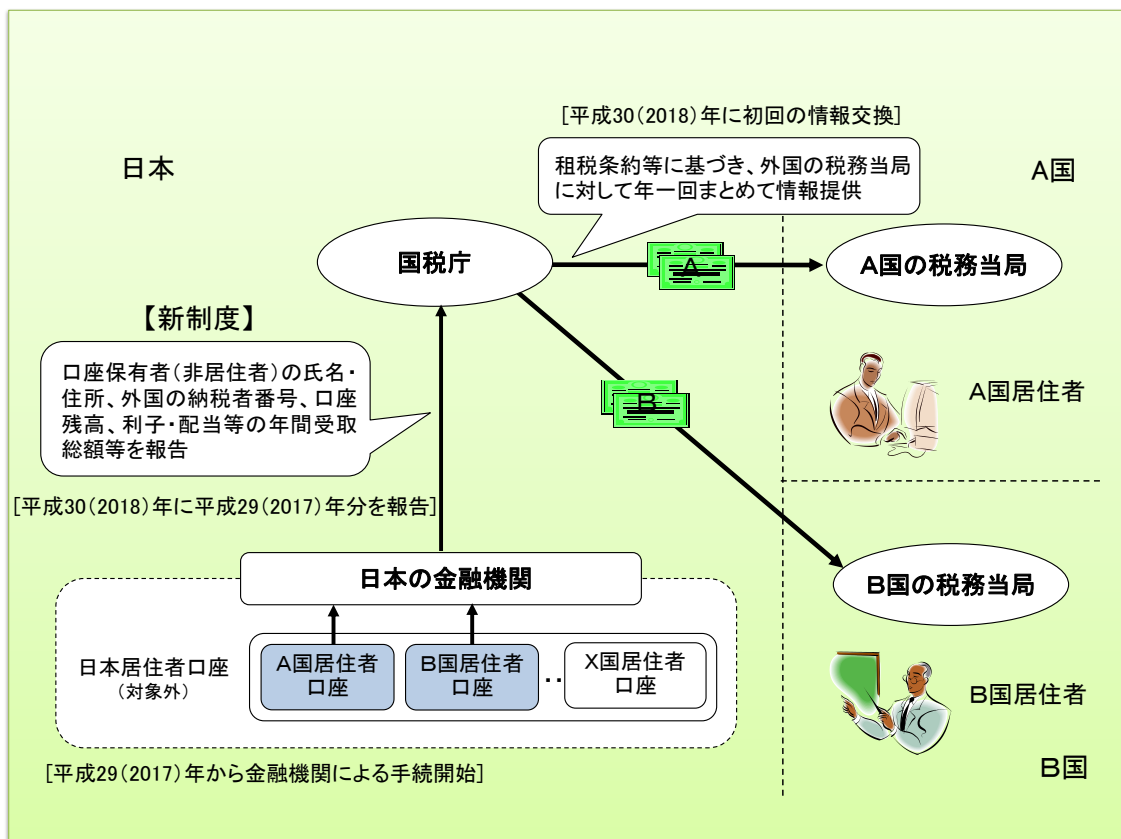 [平成30(2018)年に初回の情報交換]
日本
租税条約等に基づき、外国の税務当局
に対して年一回まとめて情報提供
A国
国税庁
A
A国の税務当局
【新制度】
口座保有者(非居住者)の氏名・
住所、外国の納税者番号、口座
残高、利子・配当等の年間受取
総額等を報告
B
A国居住者
[平成30(2018)年に平成29(2017)年分を報告]
日本の金融機関
B国の税務当局
日本居住者口座
(対象外)
A国居住者
口座
B国居住者
口座
‥
X国居住者
口座
B国居住者
[平成29(2017)年から金融機関による手続開始]
B国